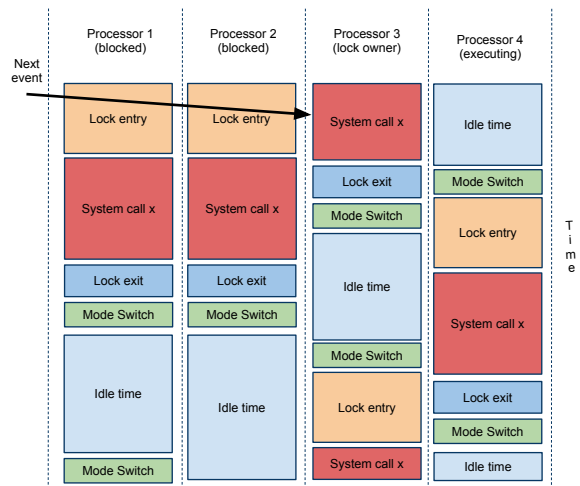 Next
event
Processor 1
(blocked)
Processor 2
(blocked)
Processor 3
(lock owner)
Processor 4
(executing)
Lock entry
System call x
Lock exit
Mode Switch
Idle time
Mode Switch
Lock entry
System call x
Lock exit
Mode Switch
Idle time
System call x
Lock exit
Mode Switch
Idle time
Mode Switch
Lock entry
System call x
Idle time
Mode Switch
Lock entry
System call x
Lock exit
Mode Switch
Idle time
T
i
m
e